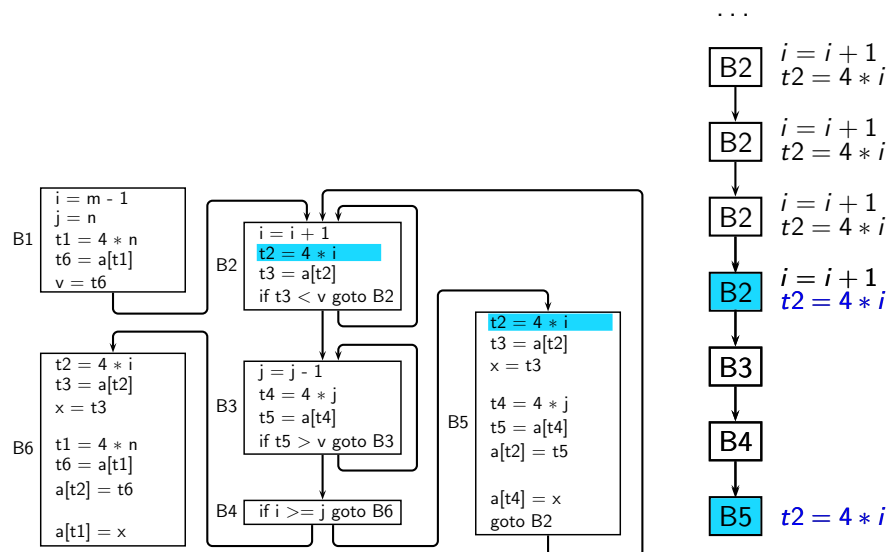 B1
i = m - 1
j = n
t1 = 4 * n
t6 = a[t1]
v = t6
B2
i = i + 1
t2 = 4 * i
t3 = a[t2]
if t3 < v goto B2
B3
j = j - 1
t4 = 4 * j
t5 = a[t4]
if t5 > v goto B3
B4
if i >= j goto B6
B5
t2 = 4 * i
t3 = a[t2]
x = t3
t4 = 4 * j
t5 = a[t4]
a[t2] = t5
a[t4] = x
goto B2
B6
t2 = 4 * i
t3 = a[t2]
x = t3
t1 = 4 * n
t6 = a[t1]
a[t2] = t6
a[t1] = x
...
B2
i = i + 1
t2 = 4 * i
B2
i = i + 1
t2 = 4 * i
B2
i = i + 1
t2 = 4 * i
B2
i = i + 1
t2 = 4 * i
B3
B4
B5
t2 = 4 * i